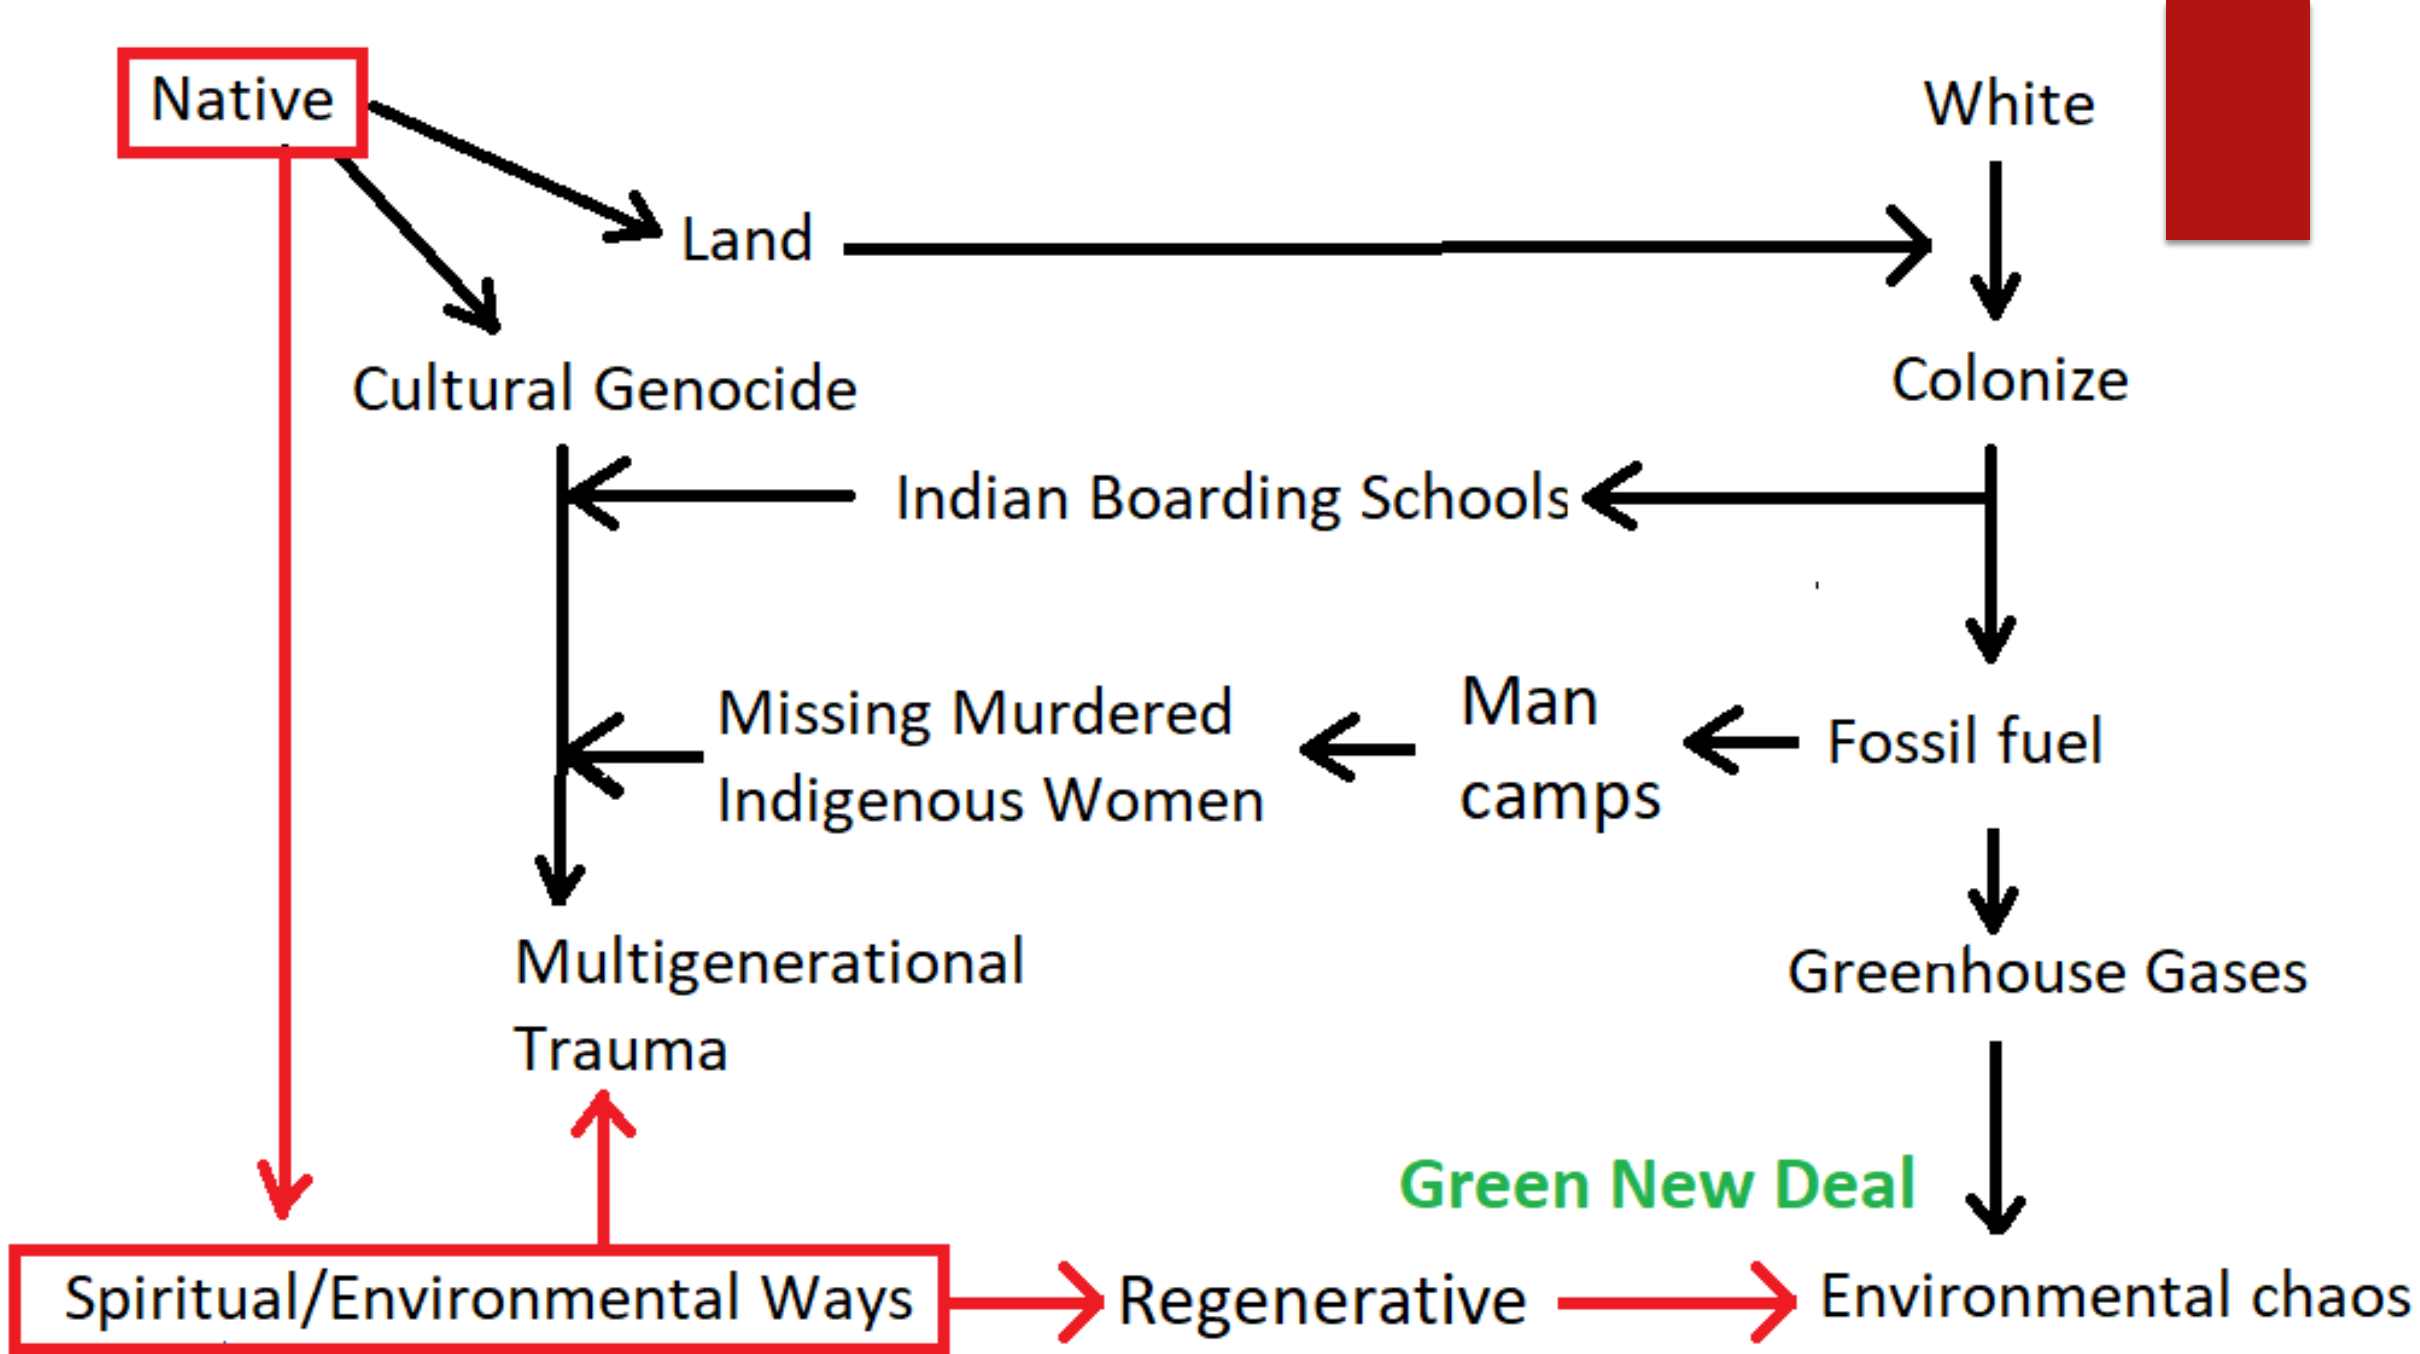 Native
White
Land
Cultural Genocide
Colonize
Indian Boarding Schools
Missing Murdered
Indigenous Women
Man
camps
Fossil fuel
Multigenerational
Trauma
Greenhouse Gases
Green New Deal
Spiritual/Environmental Ways
Regenerative
Environmental chaos